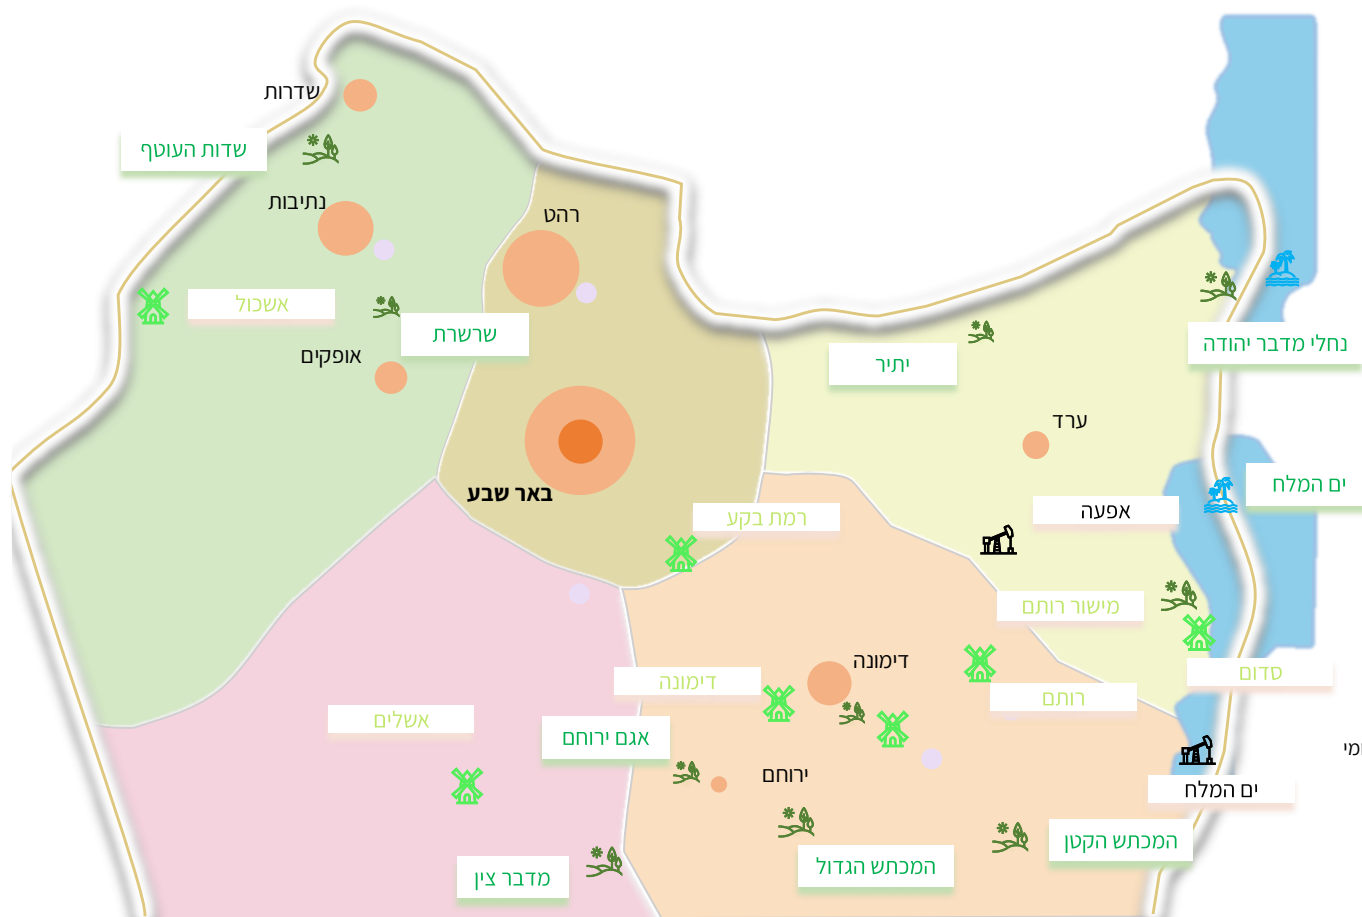 שדרות
שדות העוטף
נתיבות
רהט
אשכול
שרשרת
אופקים
יתיר
נחלי מדבר יהודה
ערד
ים המלח
באר שבע
אפעה
רמת בקע
מישור רותם
דימונה
סדום
דימונה
רותם
אשלים
אגם ירוחם
ירוחם
ים המלח
המכתש הקטן
המכתש הגדול
מדבר צין